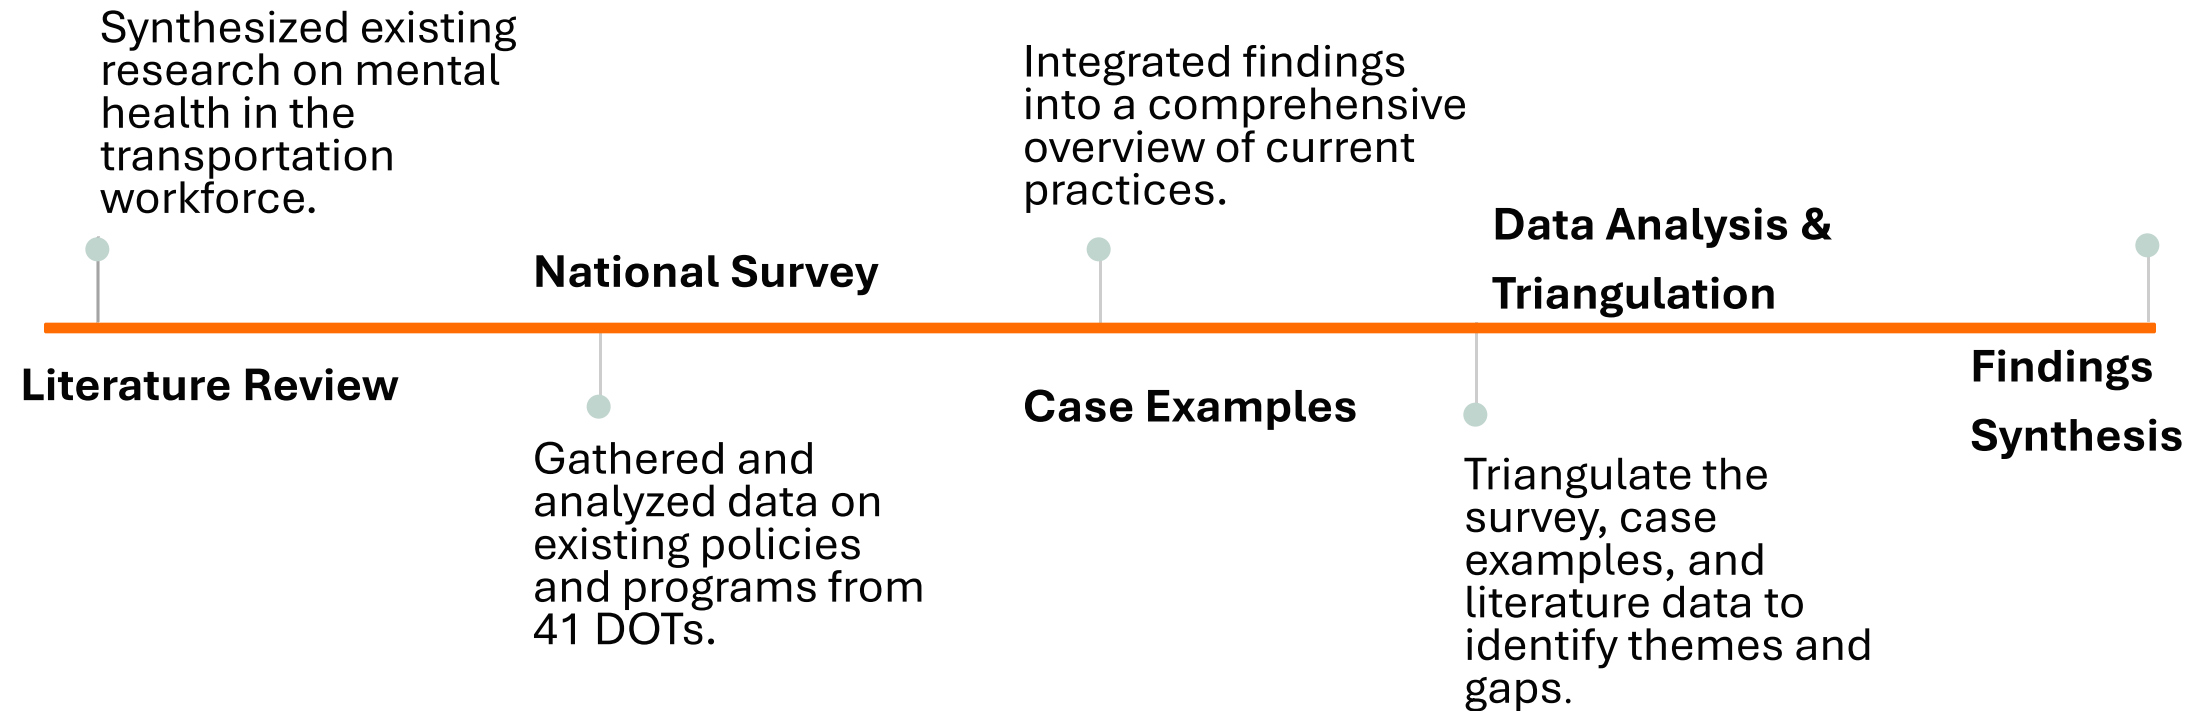 Synthesized existing
research on mental
health in the
transportation
workforce.
Literature Review
National Survey
Gathered and
analyzed data on
existing policies
and programs from
41 DOTs.
Integrated findings
into a comprehensive
overview of current
practices.
Case Examples
Data Analysis &
Triangulation
Triangulate the
survey, case
examples, and
literature data to
identify themes and
gaps.
Findings
Synthesis